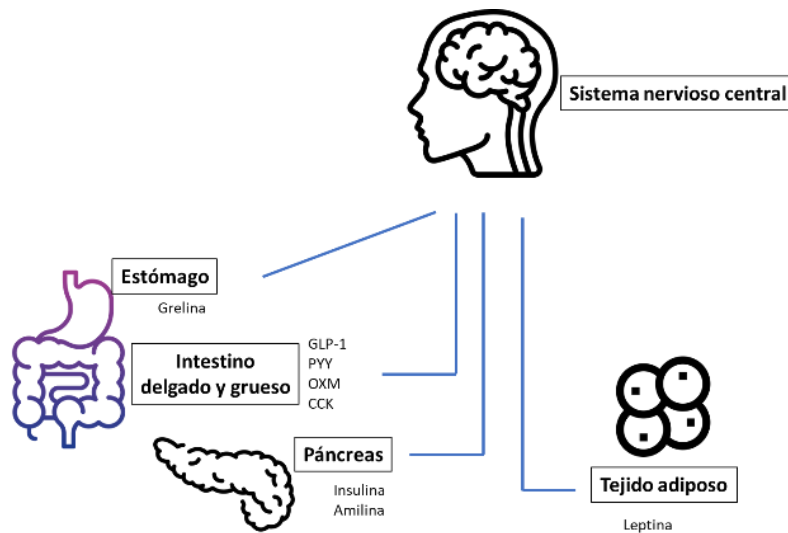 Sistema nervioso central
Estómago
Grelina
Intestino
delgado y grueso
GLP-1
PYY
OXM
CCK
Páncreas
Insulina
Amilina
Tejido adiposo
Leptina